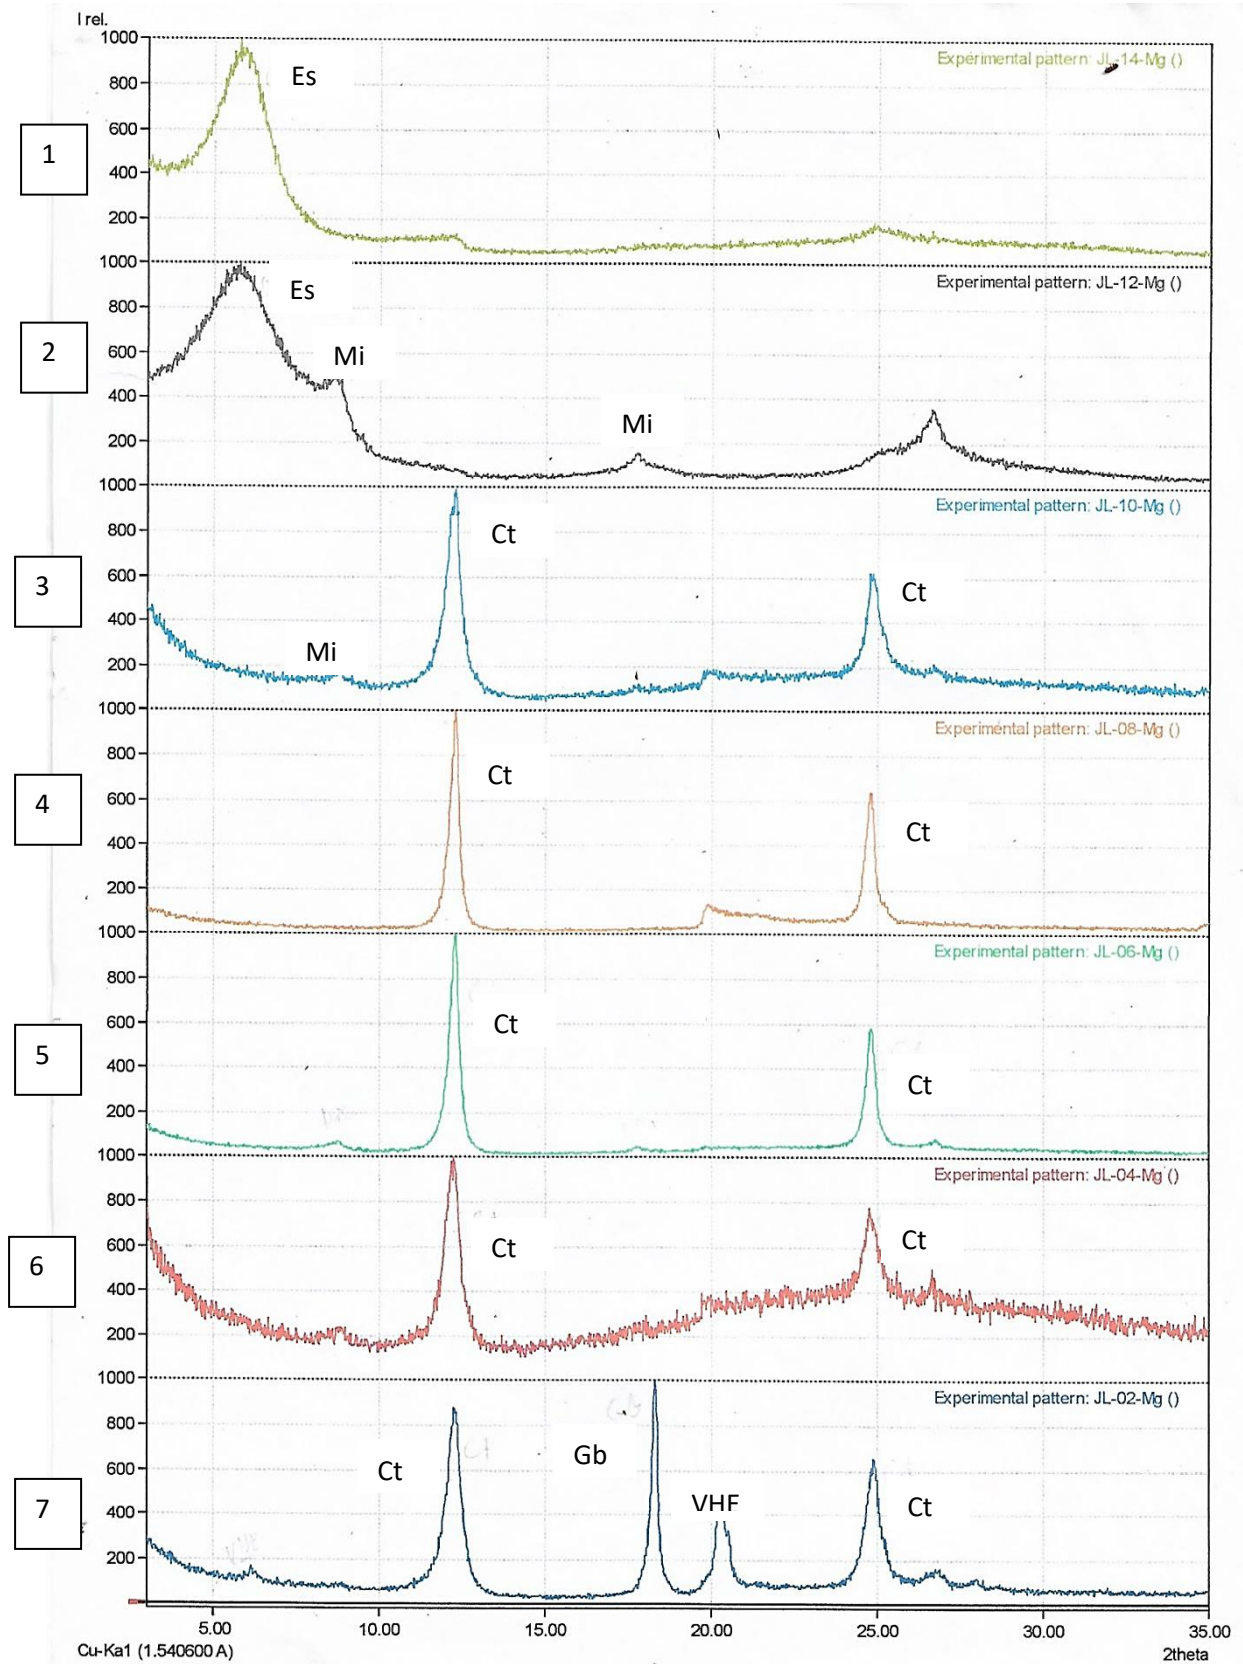 I rel.
1000
Experimental pattern: JL-14-Mg ()
Es
800
600
1
400
200
1000
Experimental pattern: JL-12-Mg ()
Es
800
2
600
Mi
400
Mi
200
1000
Experimental pattern: JL-10-Mg ()
Ct
800
3
600
Ct
400
Mi
200
1000
Experimental pattern: JL-08-Mg ()
Ct
800
4
600
Ct
400
200
1000
Experimental pattern: JL-06-Mg ()
800
Ct
600
5
400
Ct
200
1000
Experimental pattern: JL-04-Mg ()
800
Ct
Ct
600
6
400
200
1000
Experimental pattern: JL-02-Mg ()
800
Gb
Ct
600
7
VHF
Ct
400
200
5.00 10.00 15.00 20.00 25.00 30.00 35.00
Cu-Ka1 (1.540600 A) 2theta